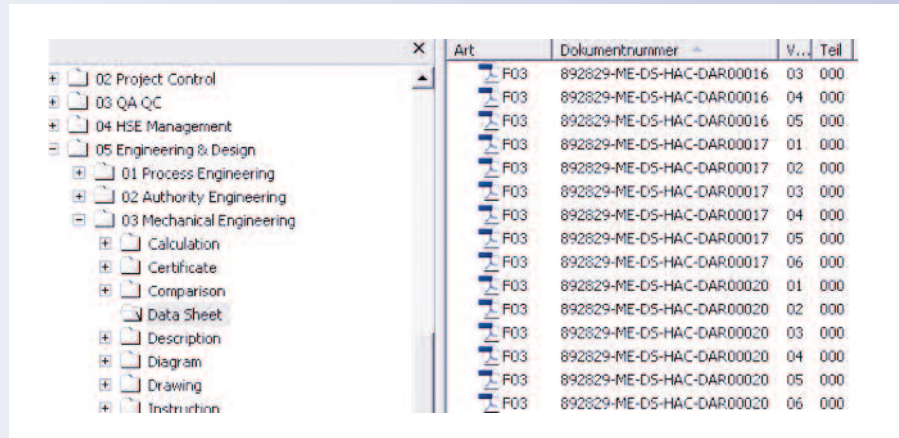 Art Dokumentnummer V... Teil
02 Project Control
03 QA QC
04 HSE Management
05 Engineering & Design
01 Process Engineering
02 Authority Engineering
03 Mechanical Engineering
Calculation
Certificate
Comparison
Data Sheet
Description
Diagram
Drawing
Instruction
F03 892829-ME-DS-HAC-DAR00016 03 000
F03 892829-ME-DS-HAC-DAR00016 04 000
F03 892829-ME-DS-HAC-DAR00016 05 000
F03 892829-ME-DS-HAC-DAR00017 01 000
F03 892829-ME-DS-HAC-DAR00017 02 000
F03 892829-ME-DS-HAC-DAR00017 03 000
F03 892829-ME-DS-HAC-DAR00017 04 000
F03 892829-ME-DS-HAC-DAR00017 05 000
F03 892829-ME-DS-HAC-DAR00017 06 000
F03 892829-ME-DS-HAC-DAR00020 01 000
F03 892829-ME-DS-HAC-DAR00020 02 000
F03 892829-ME-DS-HAC-DAR00020 03 000
F03 892829-ME-DS-HAC-DAR00020 04 000
F03 892829-ME-DS-HAC-DAR00020 05 000
F03 892829-ME-DS-HAC-DAR00020 06 000